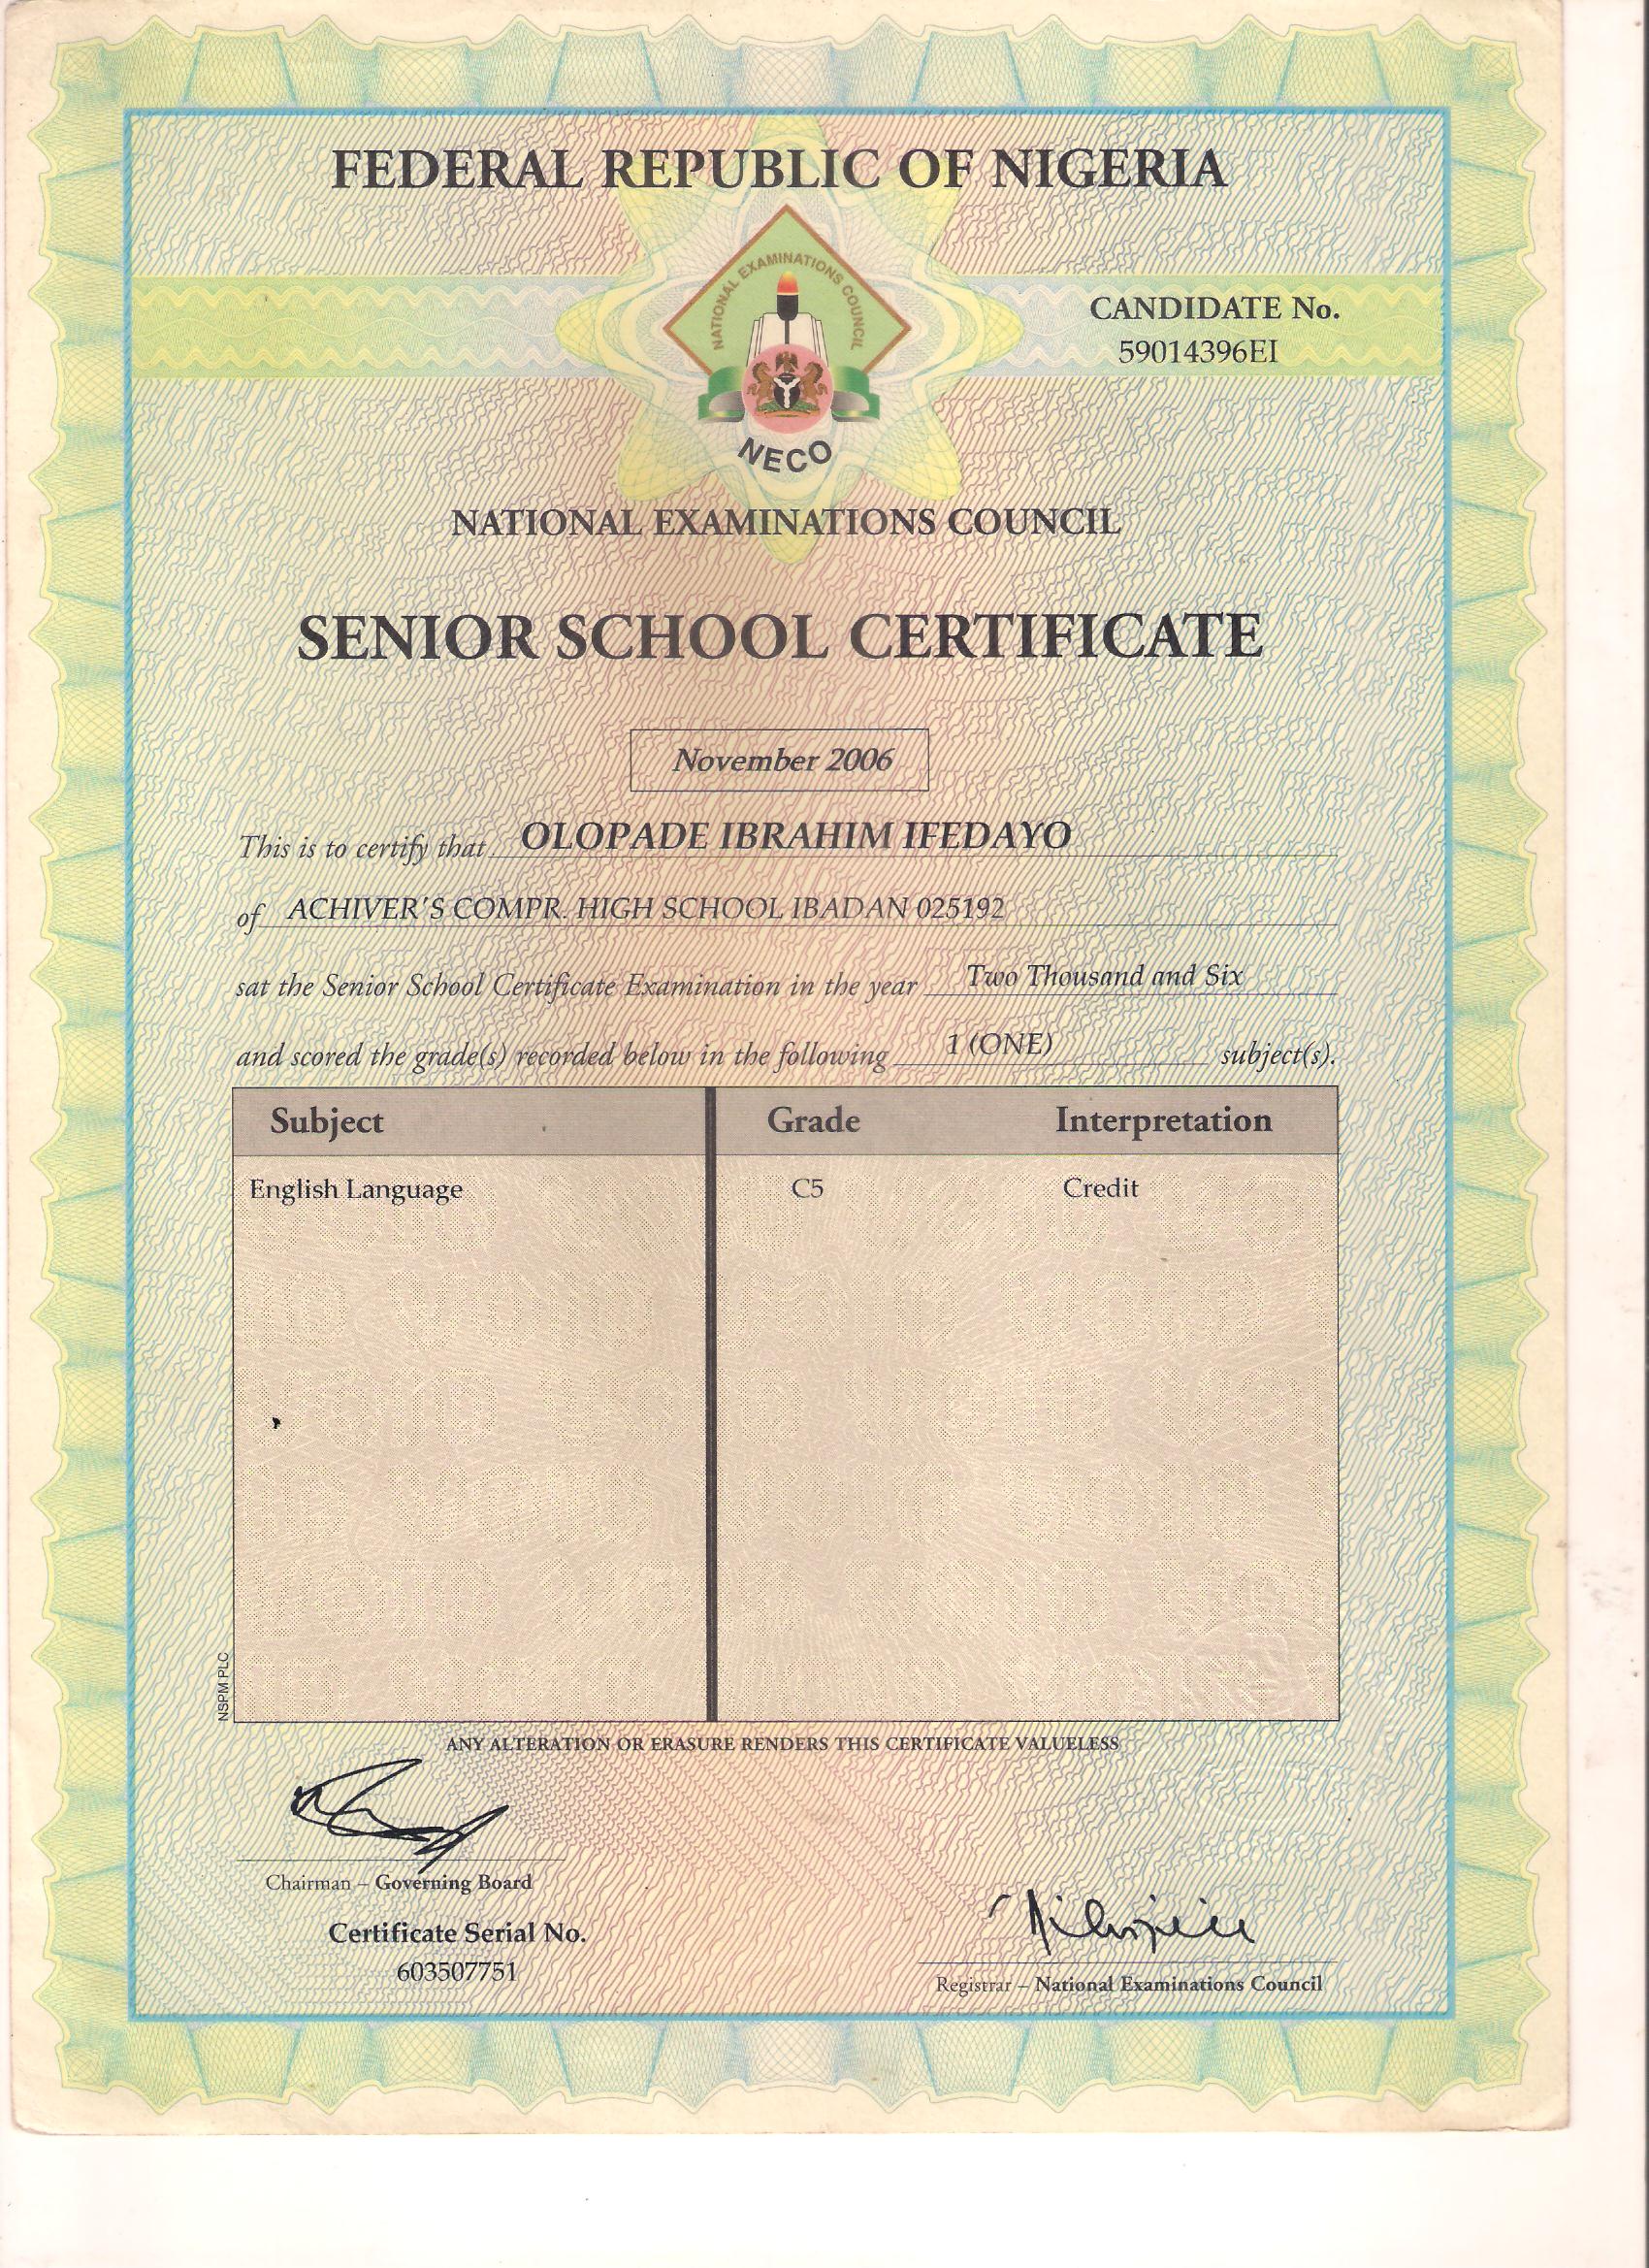 FEDERAL REPUBLIC OF NIGERIA
NATIONAL EXAMINATIONS COUNCIL
NECO
CANDIDATE No.
59014396EI
NATIONAL EXAMINATIONS COUNCIL
SENIOR SCHOOL CERTIFICATE
November 2006
This is to certify that OLOPADE IBRAHIM IFEDAYO
of ACHIVER'S COMPR. HIGH SCHOOL IBADAN 025192
sat the Senior School Certificate Examination in the year Two Thousand and Six
and scored the grade(s) recorded below in the following 1 (ONE) subject(s).
Subject Grade Interpretation
English Language C5 Credit
NSPM PLC
ANY ALTERATION OR ERASURE RENDERS THIS CERTIFICATE VALUELESS
Chairman – Governing Board
Certificate Serial No.
603507751
Registrar – National Examinations Council